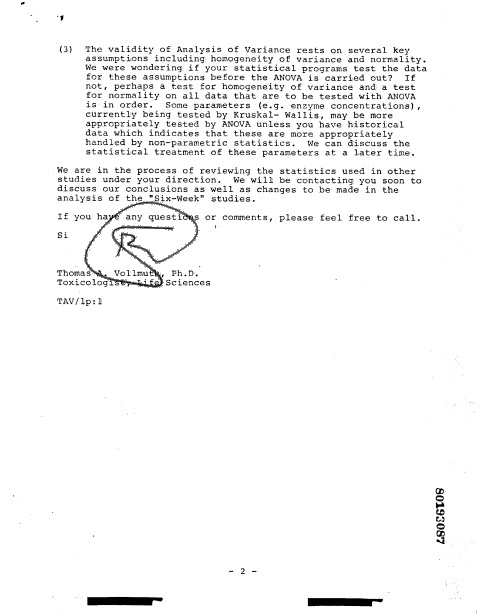 (3) The validity of Analysis of Variance rests on several key
assumptions including homogeneity of variance and normality.
We were wondering if your statistical programs test the data
for these assumptions before the ANOVA is carried out? If
not, perhaps a test for homogeneity of variance and a test
for normality on all data that are to be tested with ANOVA
is in order. Some parameters (e.g. enzyme concentrations),
currently being tested by Kruskal- Wallis, may be more
appropriately tested by ANOVA unless you have historical
data which indicates that these are more appropriately
handled by non-parametric statistics. We can discuss the
statistical treatment of these parameters at a later time.
We are in the process of reviewing the statistics used in other
studies under your direction. We will be contacting you soon to
discuss our conclusions as well as changes to be made in the
analysis of the "Six-Week" studies.
If you have any questions or comments, please feel free to call.
Si
R
Thomas A. Vollmuth, Ph.D.
Toxicologist, Life Sciences
TAV/lp:1
80193087
- 2 -